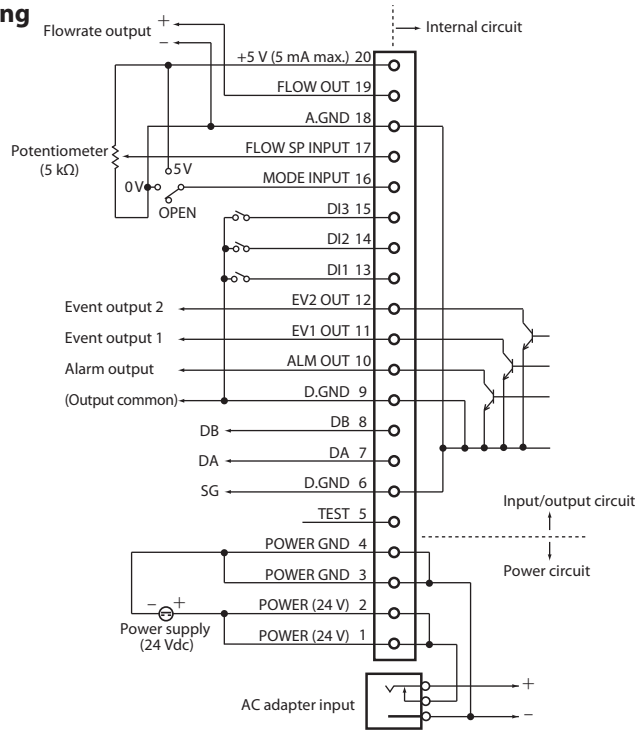 ng
Flowrate output
+
−
Internal circuit
+5 V (5 mA max.) 20
FLOW OUT 19
A.GND 18
Potentiometer
(5 kΩ)
FLOW SP INPUT 17
5V
0V
MODE INPUT 16
OPEN
DI3 15
DI2 14
DI1 13
Event output 2
EV2 OUT 12
Event output 1
EV1 OUT 11
Alarm output
ALM OUT 10
(Output common)
D.GND 9
DB
DB 8
DA
DA 7
SG
D.GND 6
Input/output circuit
TEST 5
Power circuit
POWER GND 4
POWER GND 3
− +
POWER (24 V) 2
Power supply
(24 Vdc)
POWER (24 V) 1
AC adapter input
+
−